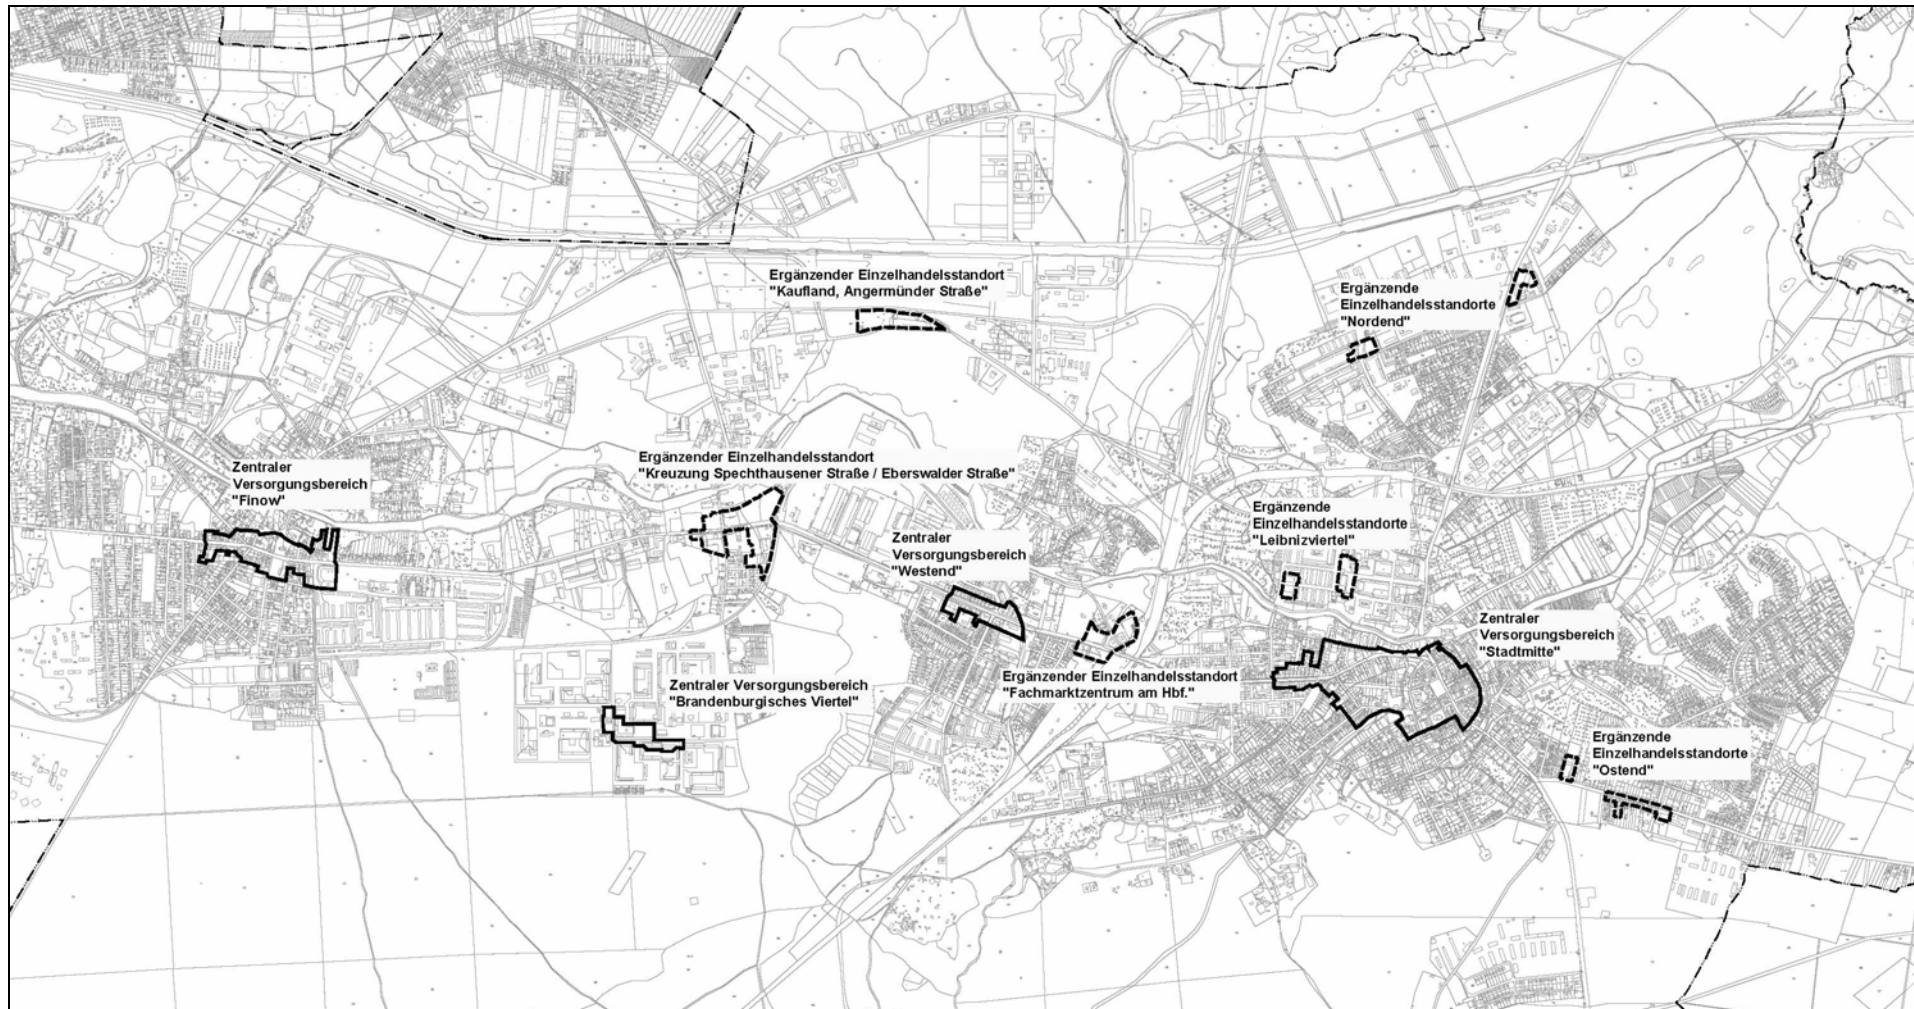 Ergänzender Einzelhandelsstandort
"Kaufland, Angermünder Straße"
Ergänzende
Einzelhandelsstandorte
"Nordend"
Zentraler
Versorgungsbereich
"Finow"
Ergänzender Einzelhandelsstandort
"Kreuzung Spechthausener Straße / Eberswalder Straße"
Zentraler
Versorgungsbereich
"Westend"
Ergänzende
Einzelhandelsstandorte
"Leibnizviertel"
Zentraler
Versorgungsbereich
"Stadtmitte"
Zentraler Versorgungsbereich
"Brandenburgisches Viertel"
Ergänzender Einzelhandelsstandort
"Fachmarktzentrum am Hbf."
Ergänzende
Einzelhandelsstandorte
"Ostend"